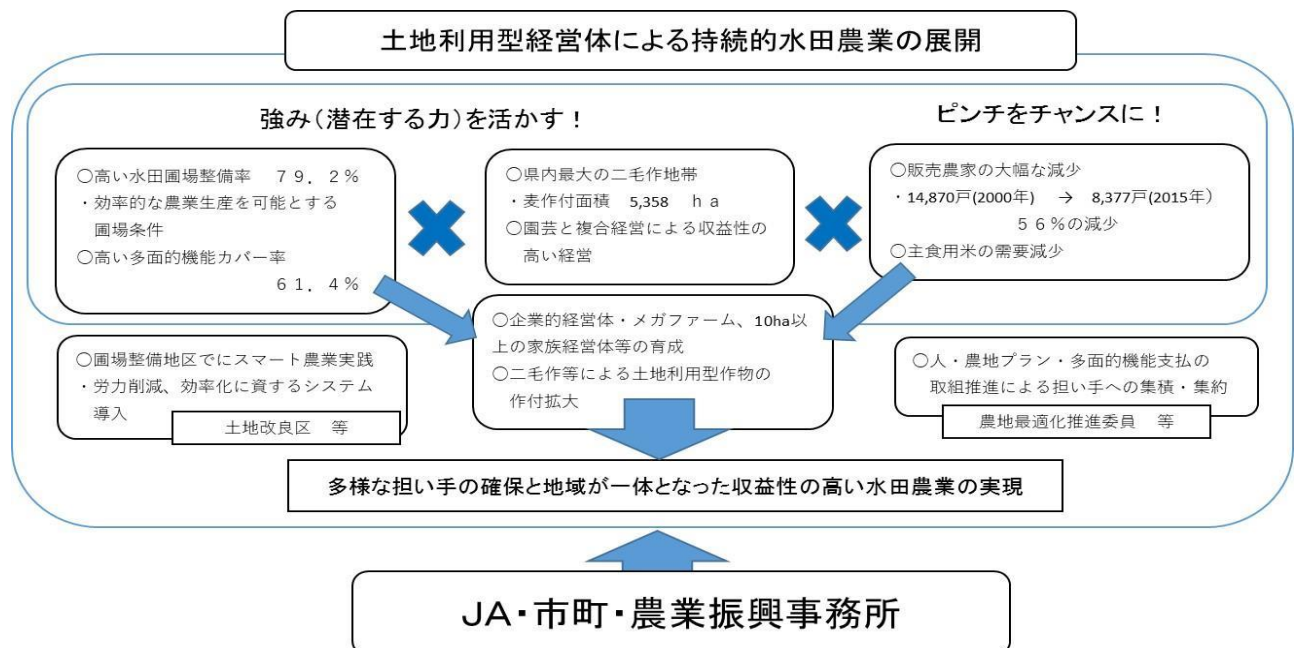 土地利用型経営体による持続的水田農業の展開
強み（潜在する力）を活かす！
ピンチをチャンスに！
○高い水田圃場整備率　７９．２％
・効率的な農業生産を可能とする
圃場条件
○高い多面的機能カバー率
６１．４％
○県内最大の二毛作地帯
・麦作付面積　5,358　ｈａ
○園芸と複合経営による収益性の
高い経営
○販売農家の大幅な減少
・14,870戸(2000年)　→　8,377戸(2015年）
５６％の減少
○主食用米の需要減少
○企業的経営体・メガファーム、10ha以
上の家族経営体等の育成
○二毛作等による土地利用型作物の
作付拡大
○圃場整備地区でにスマート農業実践
・労力削減、効率化に資するシステム
導入
土地改良区　等
○人・農地プラン・多面的機能支払の
取組推進による担い手への集積・集約
農地最適化推進委員　等
多様な担い手の確保と地域が一体となった収益性の高い水田農業の実現
JA・市町・農業振興事務所